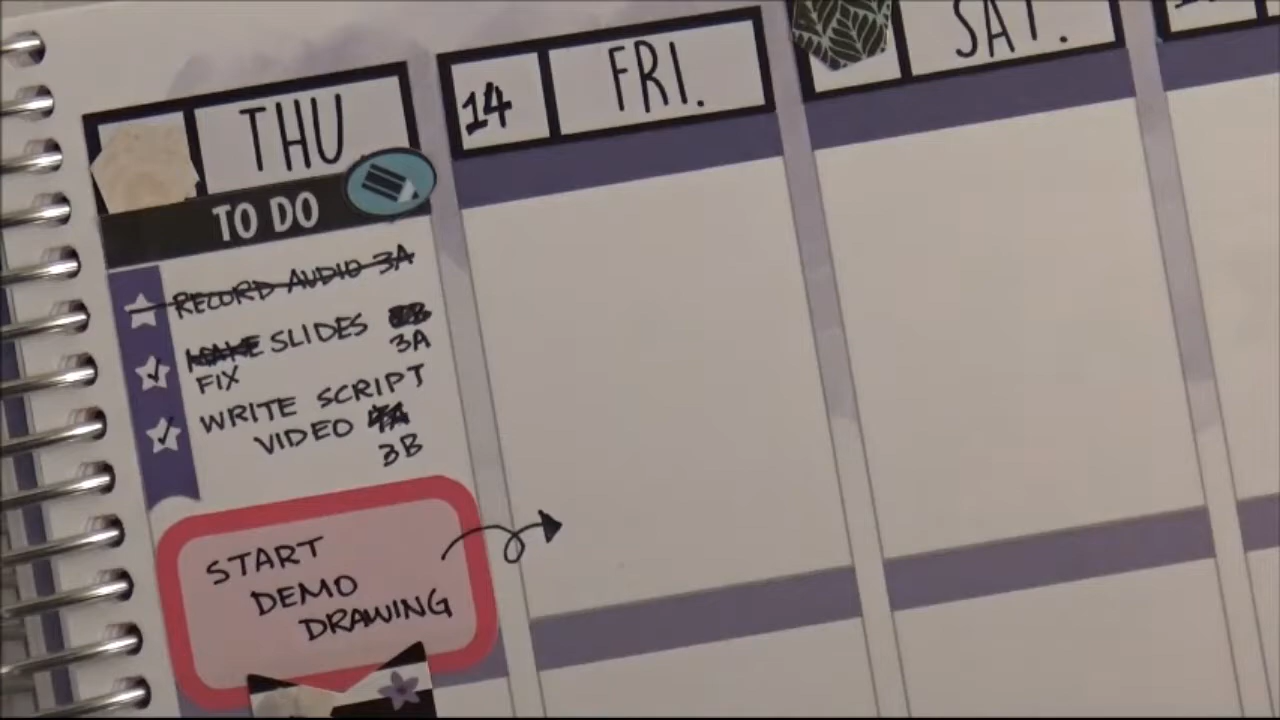 THU
14 FRI.
SAT.
TO DO
RECORD AUDIO 3A
MAKE SLIDES
3A
FIX
WRITE SCRIPT
VIDEO
3B
START
DEMO
DRAWING